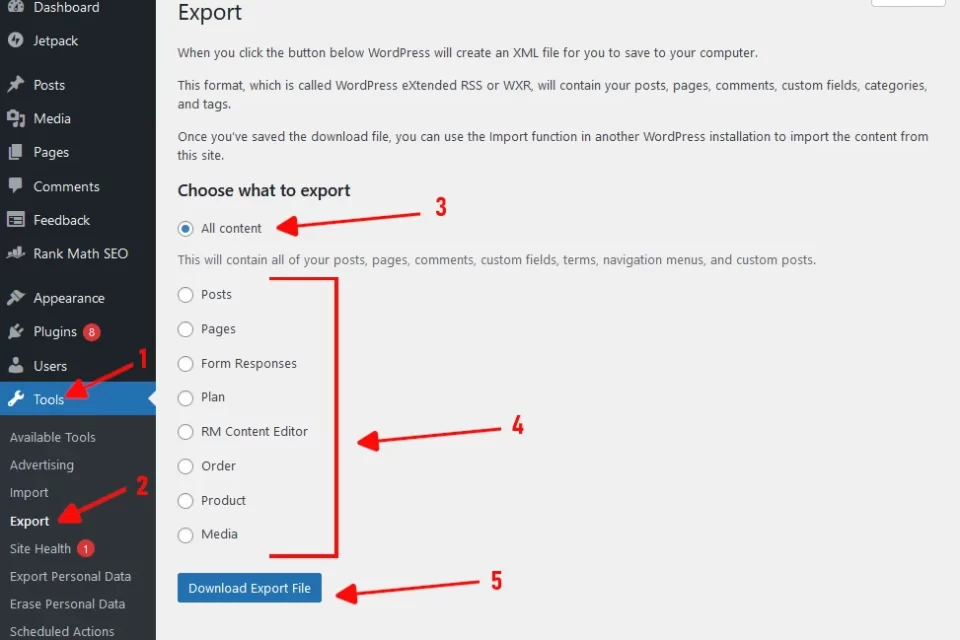 Dashboard
Jetpack
Posts
Media
Pages
Comments
Feedback
Rank Math SEO
Appearance
Plugins 8
Users
1
Tools
Available Tools
Advertising
Import
2
Export
Site Health 1
Export Personal Data
Erase Personal Data
Scheduled Actions
Export
When you click the button below WordPress will create an XML file for you to save to your computer.
This format, which is called WordPress eXtended RSS or WXR, will contain your posts, pages, comments, custom fields, categories,
and tags.
Once you've saved the download file, you can use the Import function in another WordPress installation to import the content from
this site.
Choose what to export
3
All content
This will contain all of your posts, pages, comments, custom fields, terms, navigation menus, and custom posts.
Posts
Pages
Form Responses
Plan
4
RM Content Editor
Order
Product
Media
5
Download Export File